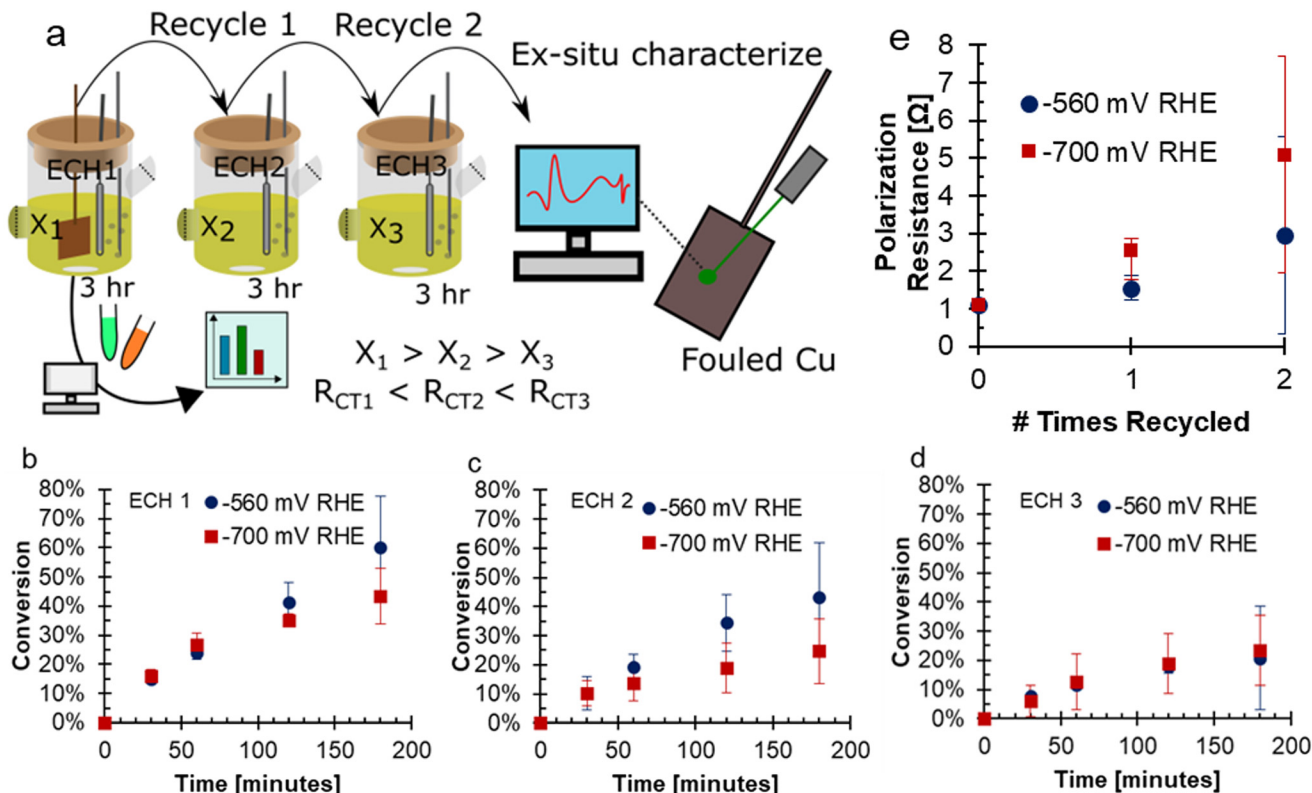 a
Recycle 1
Recycle 2
Ex-situ characterize
ECH1
ECH2
ECH3
X1
X2
X3
3 hr
3 hr
3 hr
X1 > X2 > X3
RCT1 < RCT2 < RCT3
Fouled Cu
e
Polarization
Resistance [Ω]
8
7
6
5
4
3
2
1
0
-560 mV RHE
-700 mV RHE
0
1
2
# Times Recycled
b
Conversion
80%
70%
60%
50%
40%
30%
20%
10%
0%
ECH 1
-560 mV RHE
-700 mV RHE
0
50
100
150
200
Time [minutes]
c
Conversion
80%
70%
60%
50%
40%
30%
20%
10%
0%
ECH 2
-560 mV RHE
-700 mV RHE
0
50
100
150
200
Time [minutes]
d
Conversion
80%
70%
60%
50%
40%
30%
20%
10%
0%
ECH 3
-560 mV RHE
-700 mV RHE
0
50
100
150
200
Time [minutes]